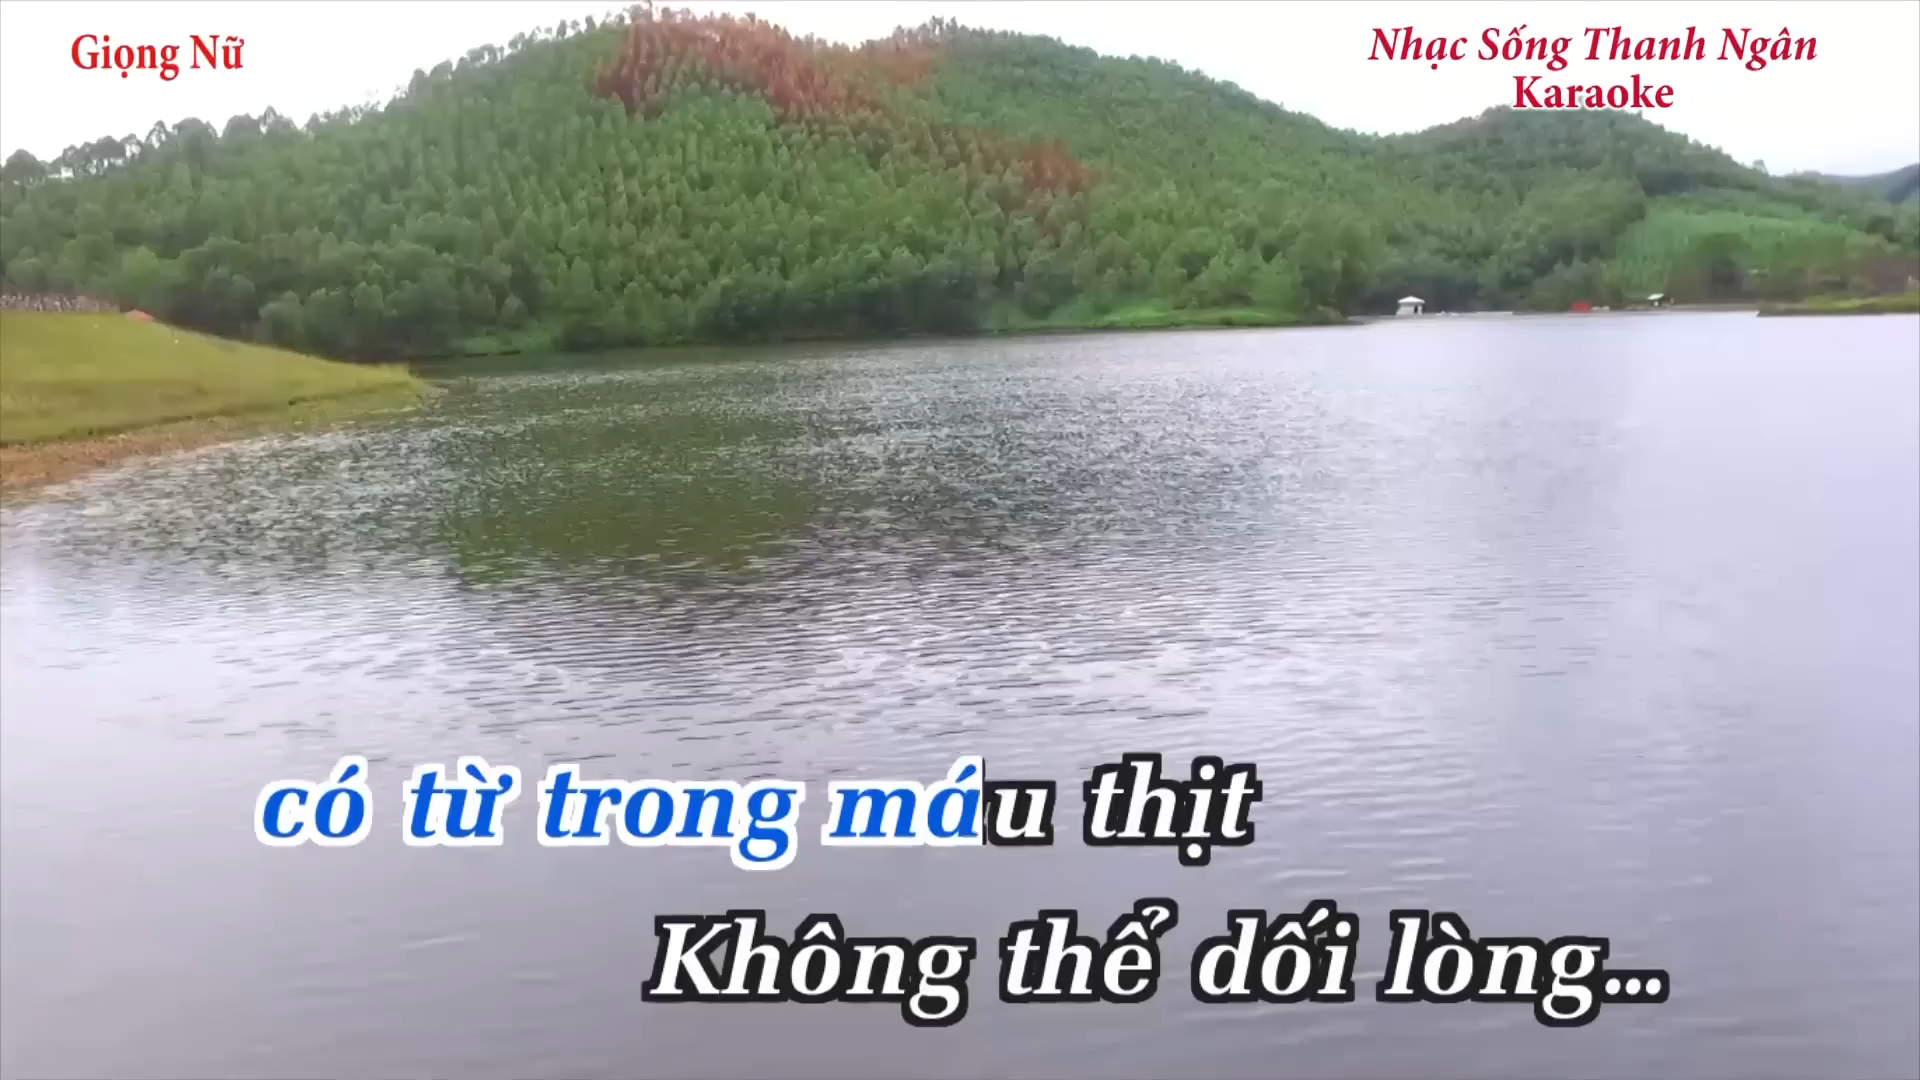 Giọng Nữ
Nhạc Sống Thanh Ngân
Karaoke
có từ trong máu thịt
Không thể dối lòng...